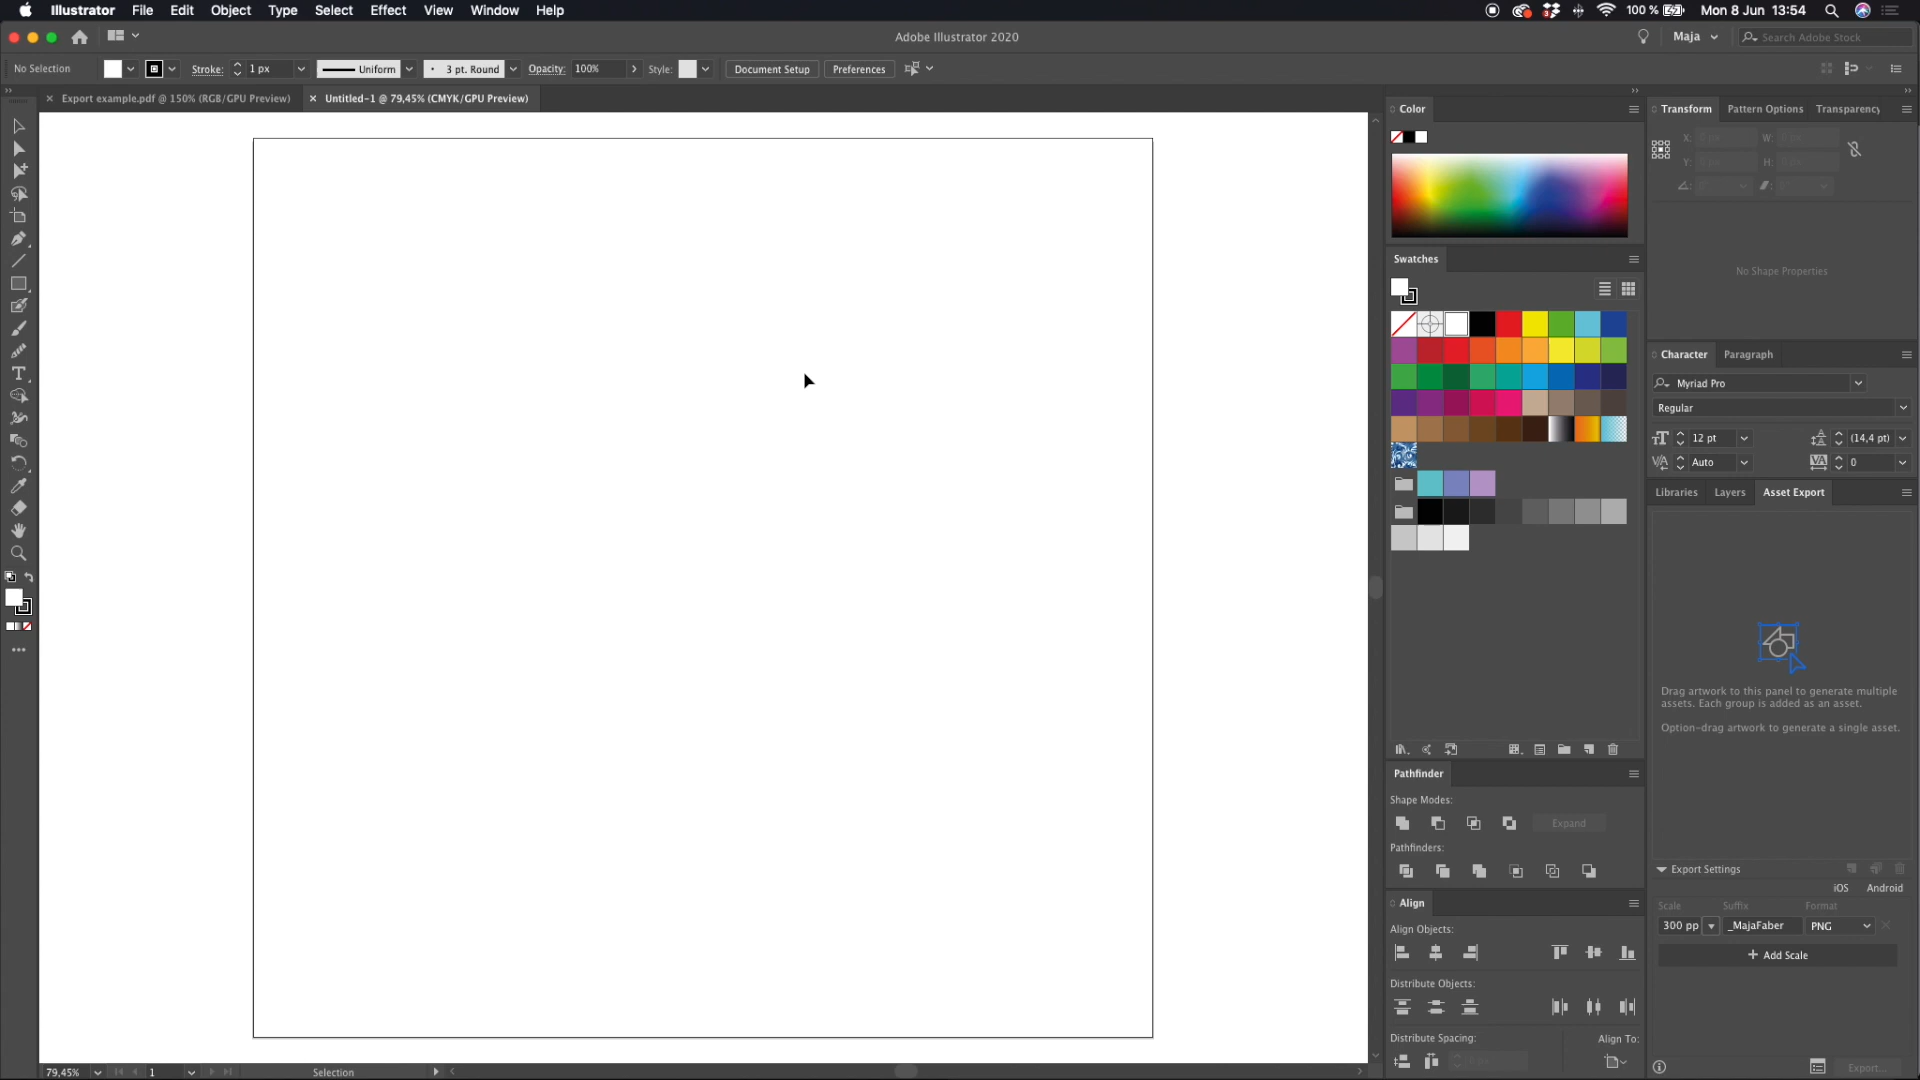 Illustrator File Edit Object Type Select Effect View Window Help
100 % Mon 8 Jun 13:54
Adobe Illustrator 2020
Maja
Search Adobe Stock
No Selection
Stroke: 1 px
Uniform
3 pt. Round
Opacity: 100%
Style:
Document Setup
Preferences
Export example.pdf @ 150% (RGB/GPU Preview)
Untitled-1 @ 79,45% (CMYK/GPU Preview)
Color
Swatches
Pathfinder
Shape Modes:
Expand
Pathfinders:
Align
Align Objects:
Distribute Objects:
Distribute Spacing:
Align To:
Transform Pattern Options Transparency
X: W:
Y: H:
No Shape Properties
Character Paragraph
Myriad Pro
Regular
12 pt (14,4 pt)
Auto 0
Libraries Layers Asset Export
Drag artwork to this panel to generate multiple
assets. Each group is added as an asset.
Option-drag artwork to generate a single asset.
Export Settings
iOS Android
Scale Suffix Format
300 pp _MajaFaber PNG
+ Add Scale
Export...
79,45% 1 Selection